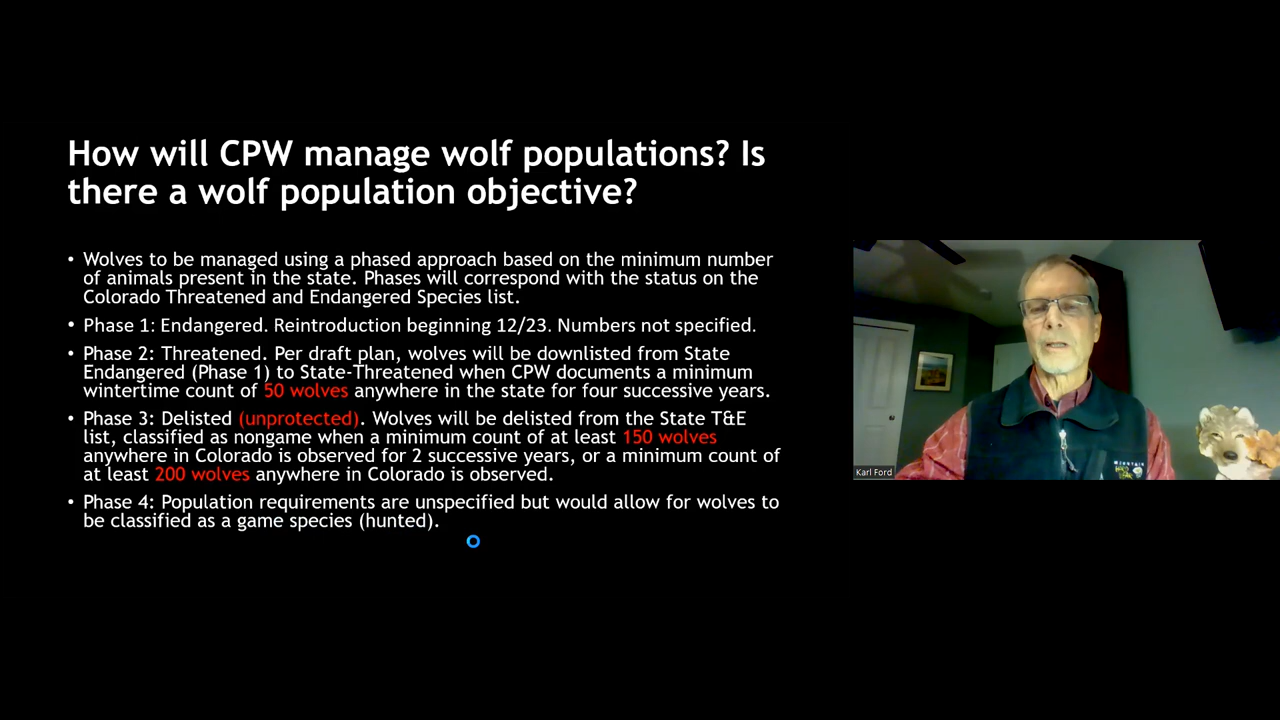 How will CPW manage wolf populations? Is
there a wolf population objective?
• Wolves to be managed using a phased approach based on the minimum number
of animals present in the state. Phases will correspond with the status on the
Colorado Threatened and Endangered Species list.
• Phase 1: Endangered. Reintroduction beginning 12/23. Numbers not specified.
• Phase 2: Threatened. Per draft plan, wolves will be downlisted from State
Endangered (Phase 1) to State-Threatened when CPW documents a minimum
wintertime count of 50 wolves anywhere in the state for four successive years.
• Phase 3: Delisted (unprotected). Wolves will be delisted from the State T&E
list, classified as nongame when a minimum count of at least 150 wolves
anywhere in Colorado is observed for 2 successive years, or a minimum count of
at least 200 wolves anywhere in Colorado is observed.
• Phase 4: Population requirements are unspecified but would allow for wolves to
be classified as a game species (hunted).
Karl Ford